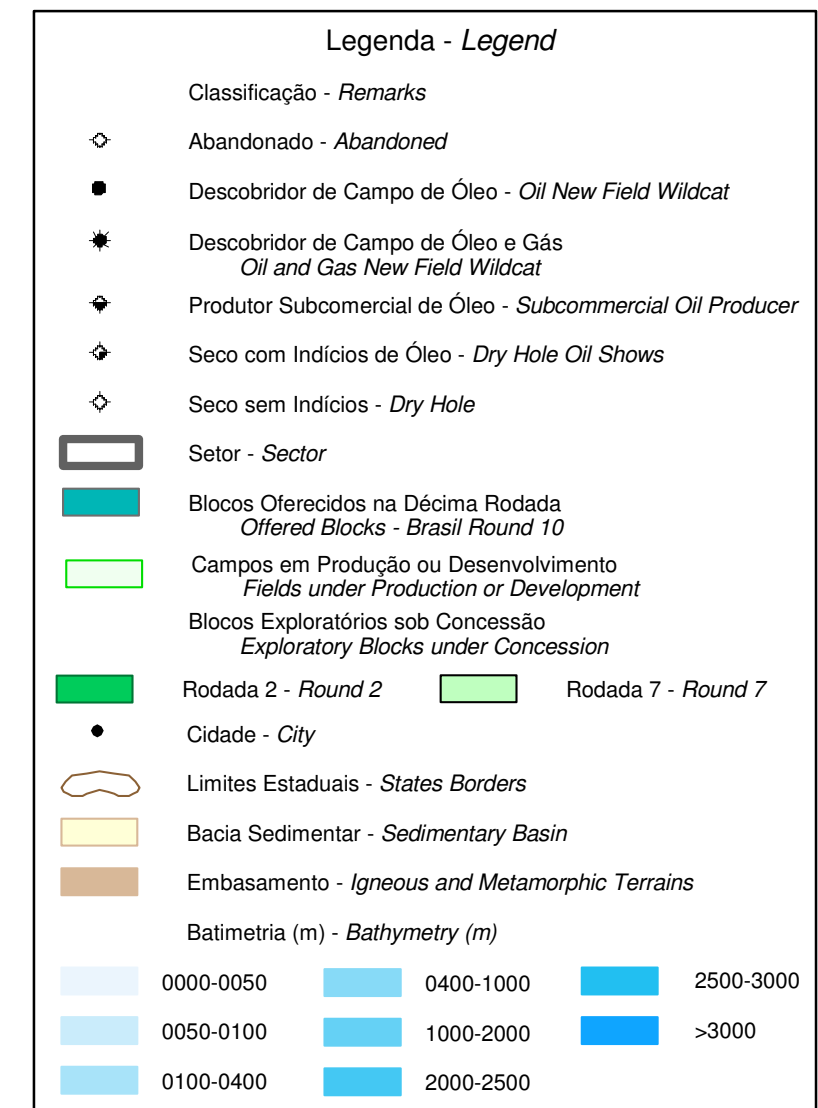 Legenda - Legend
Classificação - Remarks
Abandonado - Abandoned
Descobridor de Campo de Óleo - Oil New Field Wildcat
Descobridor de Campo de Óleo e Gás
Oil and Gas New Field Wildcat
Produtor Subcomercial de Óleo - Subcommercial Oil Producer
Seco com Indícios de Óleo - Dry Hole Oil Shows
Seco sem Indícios - Dry Hole
Setor - Sector
Blocos Oferecidos na Décima Rodada
Offered Blocks - Brasil Round 10
Campos em Produção ou Desenvolvimento
Fields under Production or Development
Blocos Exploratórios sob Concessão
Exploratory Blocks under Concession
Rodada 2 - Round 2 Rodada 7 - Round 7
Cidade - City
Limites Estaduais - States Borders
Bacia Sedimentar - Sedimentary Basin
Embasamento - Igneous and Metamorphic Terrains
Batimetria (m) - Bathymetry (m)
0000-0050 0400-1000 2500-3000
0050-0100 1000-2000 >3000
0100-0400 2000-2500